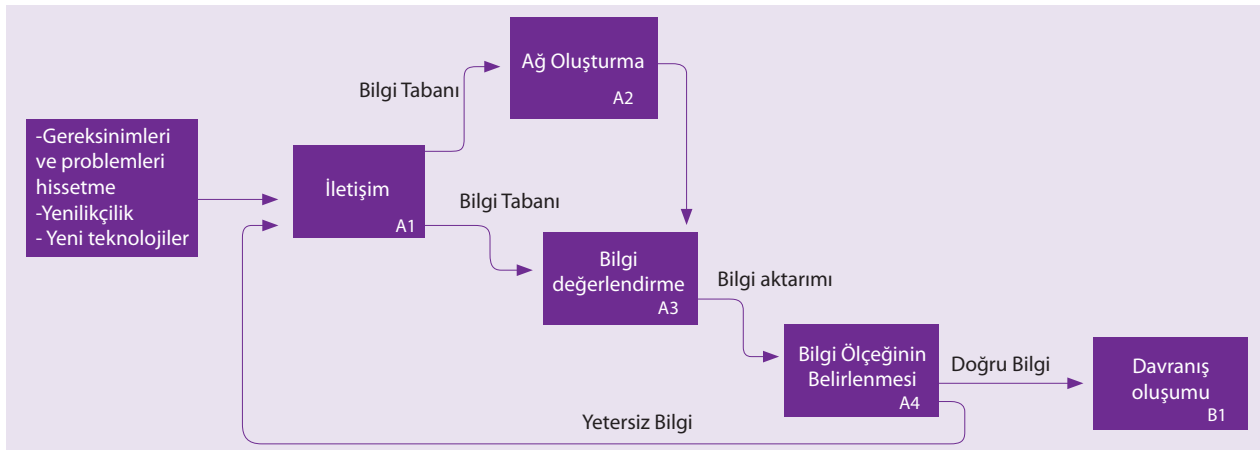 Ağ Oluşturma
A2
Bilgi Tabanı
-Gereksinimleri
ve problemleri
hissetme
-Yenilikçilik
- Yeni teknolojiler
İletişim
A1
Bilgi Tabanı
Bilgi
değerlendirme
A3
Bilgi aktarımı
Bilgi Ölçeğinin
Belirlenmesi
A4
Doğru Bilgi
Davranış
oluşumu
B1
Yetersiz Bilgi